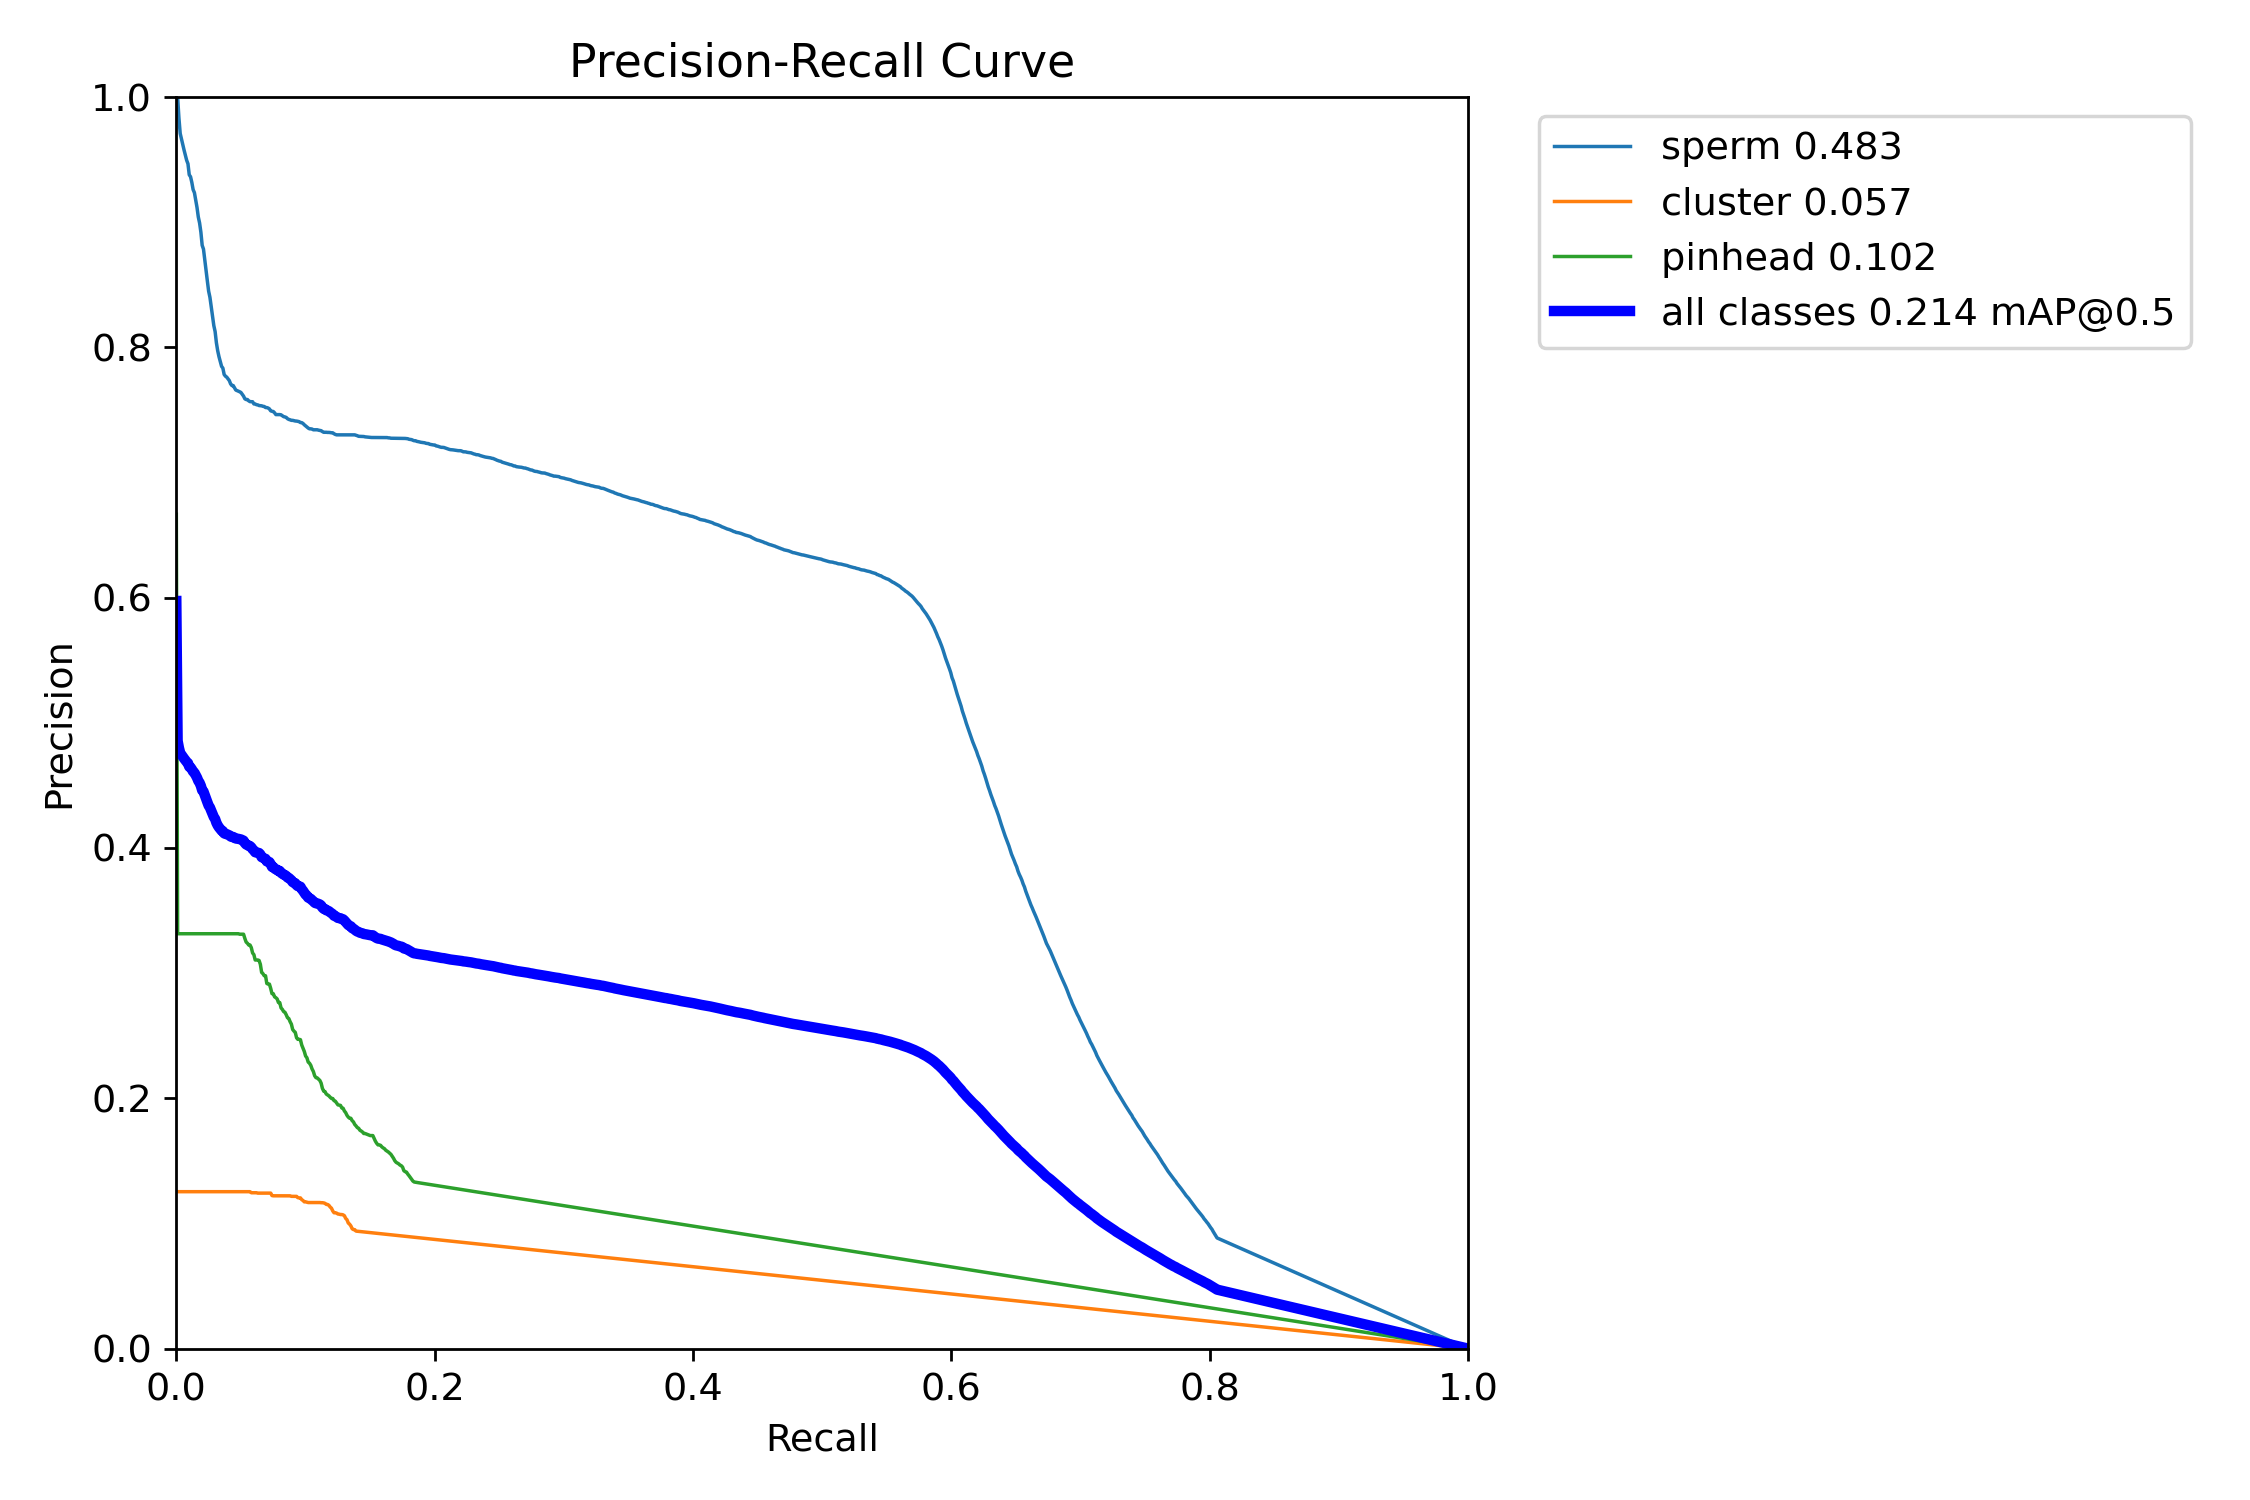 Precision-Recall Curve
1.0
0.8
0.6
0.4
0.2
0.0
Precision
0.0 0.2 0.4 0.6 0.8 1.0
Recall
sperm 0.483
cluster 0.057
pinhead 0.102
all classes 0.214 mAP@0.5